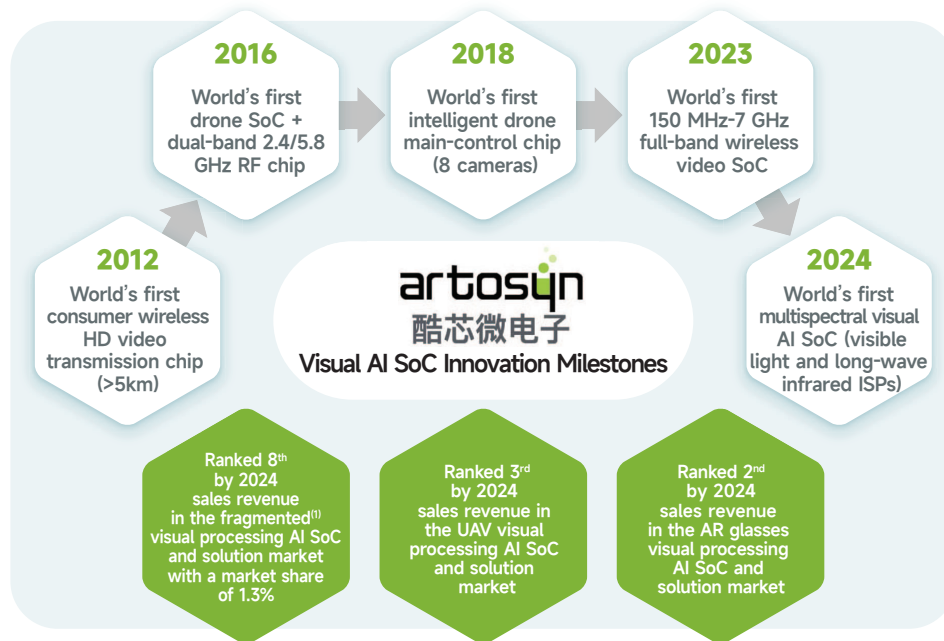 2012
World's first
consumer wireless
HD video
transmission chip
(>5km)
2016
World's first
drone SoC +
dual-band 2.4/5.8
GHz RF chip
2018
World's first
intelligent drone
main-control chip
(8 cameras)
2023
World's first
150 MHz-7 GHz
full-band wireless
video SoC
2024
World's first
multispectral visual
AI SoC (visible
light and long-wave
infrared ISPs)
artosyn
酷芯微电子
Visual AI SoC Innovation Milestones
Ranked 8th
by 2024
sales revenue
in the fragmented(1)
visual processing AI SoC
and solution market
with a market share
of 1.3%
Ranked 3rd
by 2024
sales revenue in
the UAV visual
processing AI SoC
and solution
market
Ranked 2nd
by 2024
sales revenue
in the AR glasses
visual processing
AI SoC and
solution market